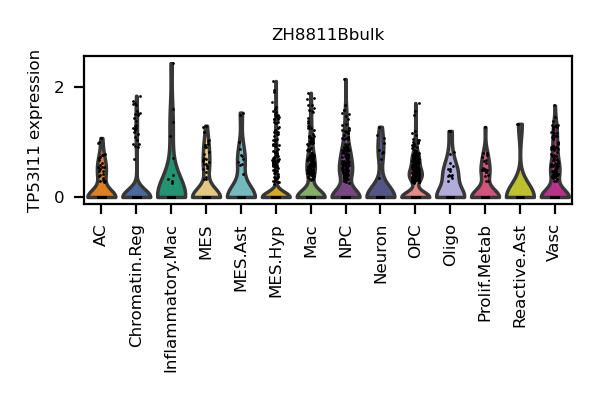 ZH8811Bbulk
TP53I11 expression
2
0
AC
Chromatin.Reg
Inflammatory.Mac
MES
MES.Ast
MES.Hyp
Mac
NPC
Neuron
OPC
Oligo
Prolif.Metab
Reactive.Ast
Vasc